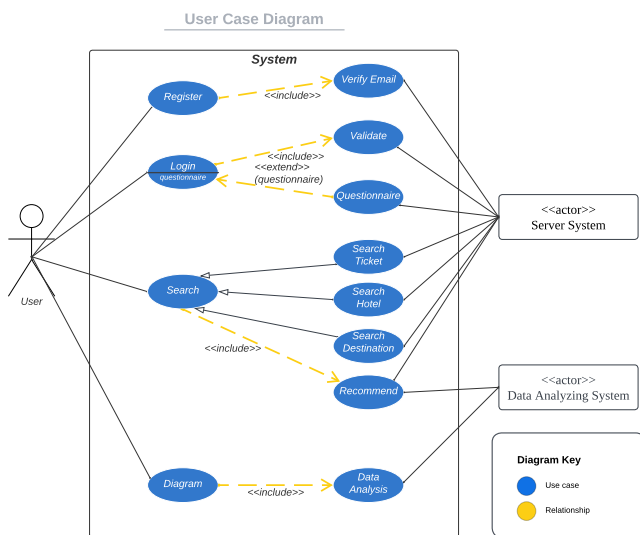 User Case Diagram
System
Register
<<include>>
Verify Email
Login
questionnaire
<<include>>
<<extend>>
(questionnaire)
Validate
Questionnaire
<<actor>>
Server System
User
Search
Search
Ticket
Search
Hotel
Search
Destination
<<include>>
Recommend
<<actor>>
Data Analyzing System
Diagram
<<include>>
Data
Analysis
Diagram Key
Use case
Relationship